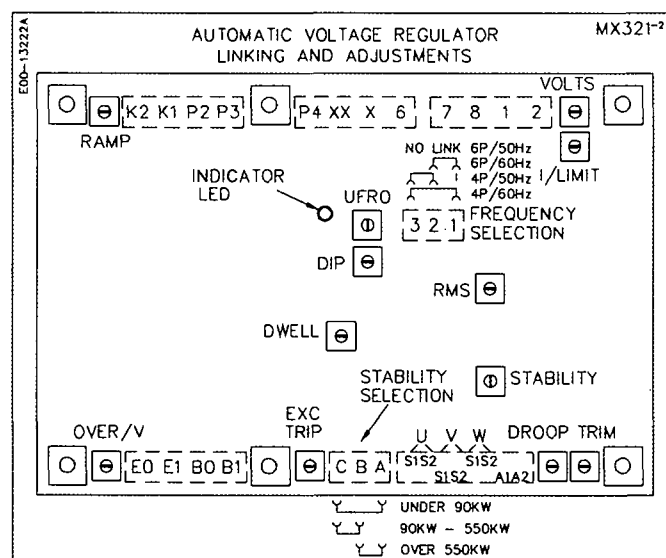 E00-13222A
AUTOMATIC VOLTAGE REGULATOR
LINKING AND ADJUSTMENTS
MX321-2
VOLTS
K2 K1 P2 P3
P4 XX X 6
7 8 1 2
RAMP
NO LINK 6P/50Hz
6P/60Hz
4P/50Hz
4P/60Hz
I/LIMIT
INDICATOR
LED
UFRO
3 2 1
FREQUENCY
SELECTION
DIP
RMS
DWELL
STABILITY
SELECTION
STABILITY
OVER/V
EXC
TRIP
U V W
DROOP TRIM
E0 E1 B0 B1
C B A
S1S2
S1S2
S1S2
A1A2
UNDER 90KW
90KW - 550KW
OVER 550KW